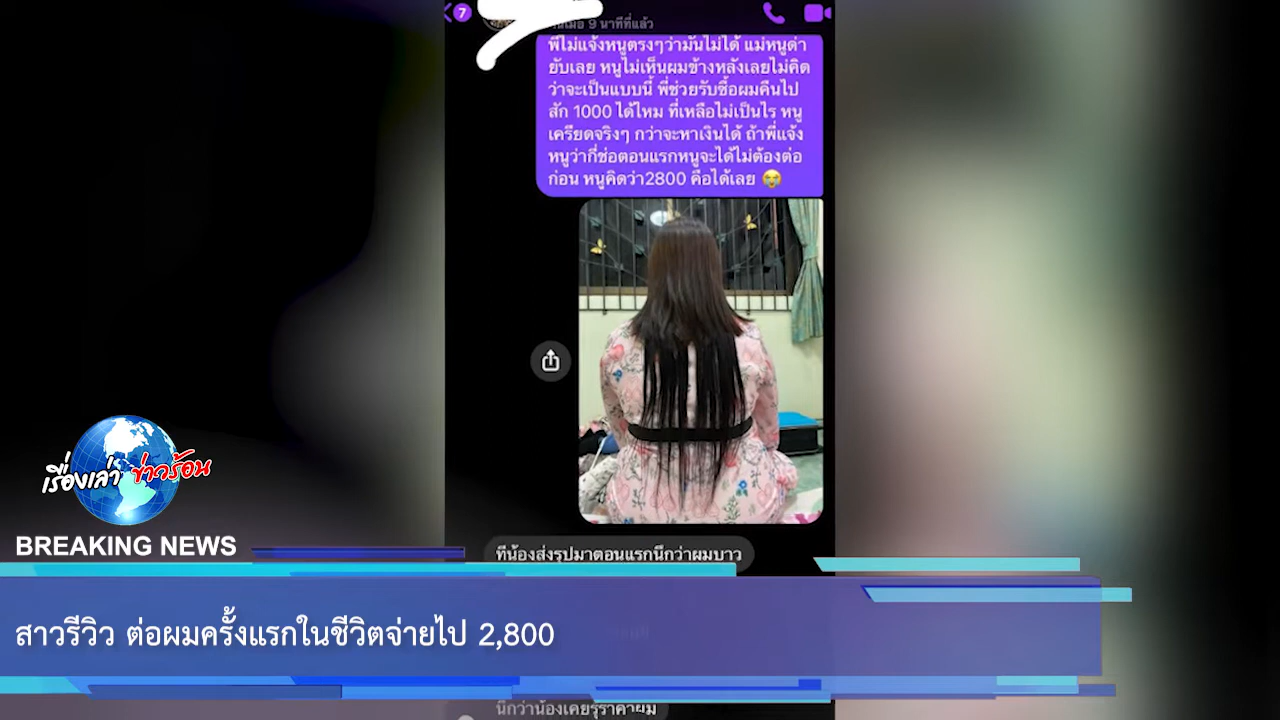 7
9 นาทีที่แล้ว
พี่ไม่แจ้งหนูตรงๆว่ามันไม่ได้ แม่หนูด่า
ยับเลย หนูไม่เห็นผมข้างหลังเลยไม่คิด
ว่าจะเป็นแบบนี้ พี่ช่วยรับซื้อผมคืนไป
สัก 1000 ได้ไหม ที่เหลือไม่เป็นไร หนู
เครียดจริงๆ กว่าจะหาเงินได้ ถ้าพี่แจ้ง
หนูว่ากี่ช่อตอนแรกหนูจะได้ไม่ต้องต่อ
ก่อน หนูคิดว่า2800 คือได้เลย 😭
ที่น้องส่งรุปมาตอนแรกนึกว่าผมบาว
เรื่องเล่า ข่าวร้อน
BREAKING NEWS
สาวรีวิว ต่อผมครั้งแรกในชีวิตจ่ายไป 2,800
นึกว่าน้องเคยรุราคาผม